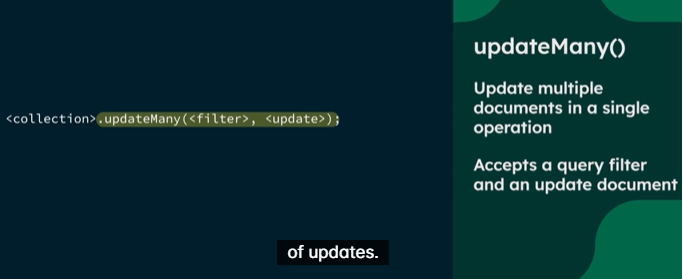 <collection>.updateMany(<filter>, <update>);
updateMany()
Update multiple
documents in a single
operation
Accepts a query filter
and an update document
of updates.